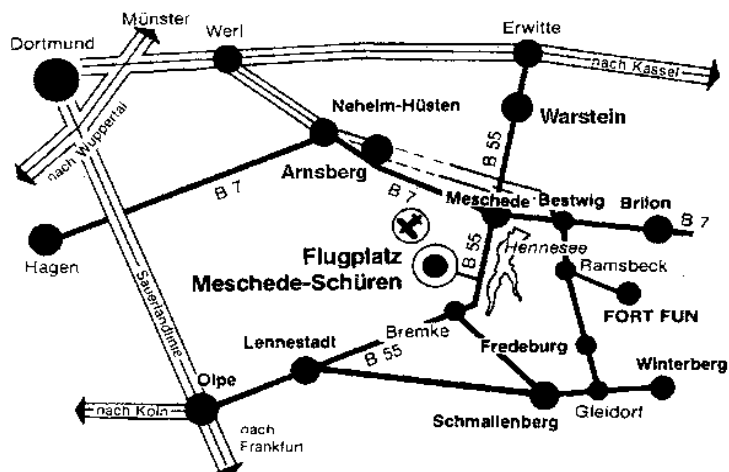 Münster
Dortmund
Werl
Erwitte
nach Kassel
Neheim-Hüsten
Warstein
nach Wuppertal
B 55
Arnsberg
B 7
B 7
Meschede
Bestwig
Brilon
B 7
Hagen
Flugplatz
Meschede-Schüren
B 55
Hennesee
Ramsbeck
FORT FUN
Sauerlandlinie
Bremke
Lennestadt
B 55
Fredeburg
Winterberg
Olpe
nach Köln
Schmallenberg
Gleidorf
nach
Frankfurt